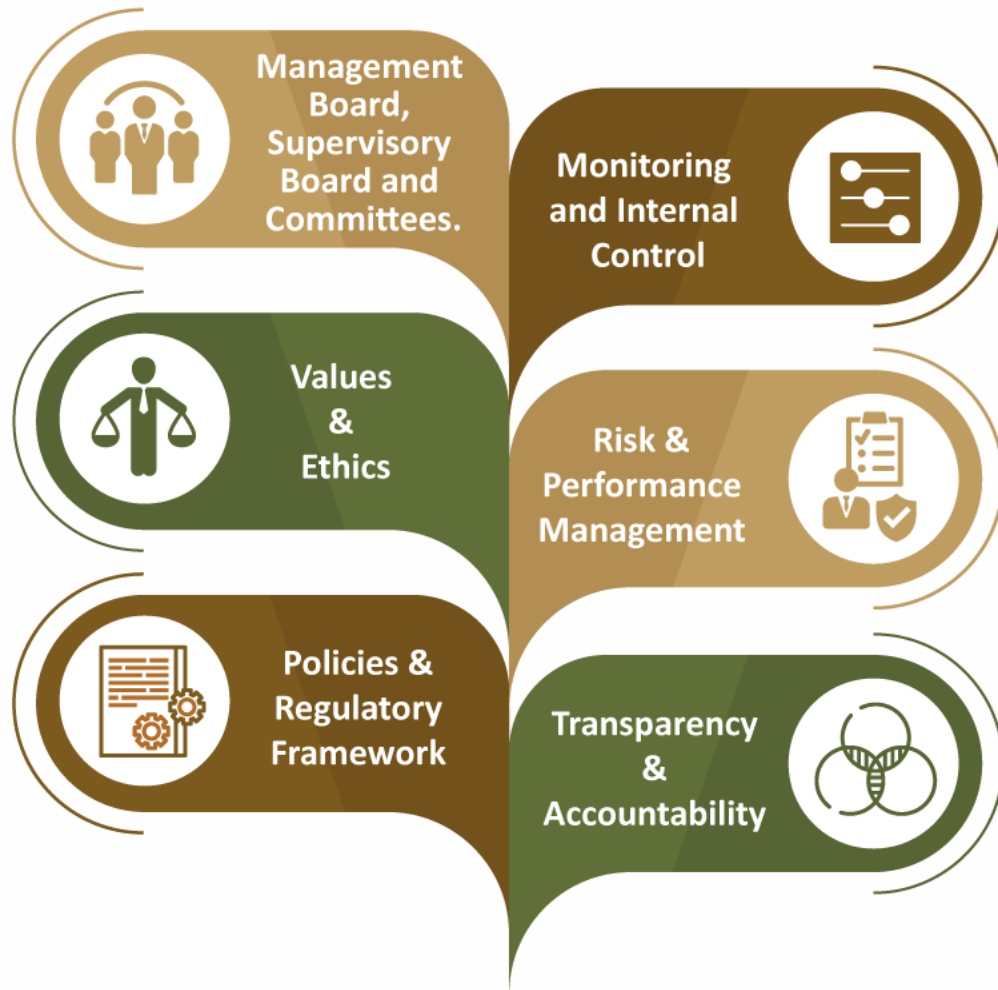 Management
Board,
Supervisory
Board and
Committees.
Monitoring
and Internal
Control
Values
&
Ethics
Risk &
Performance
Management
Policies &
Regulatory
Framework
Transparency
&
Accountability